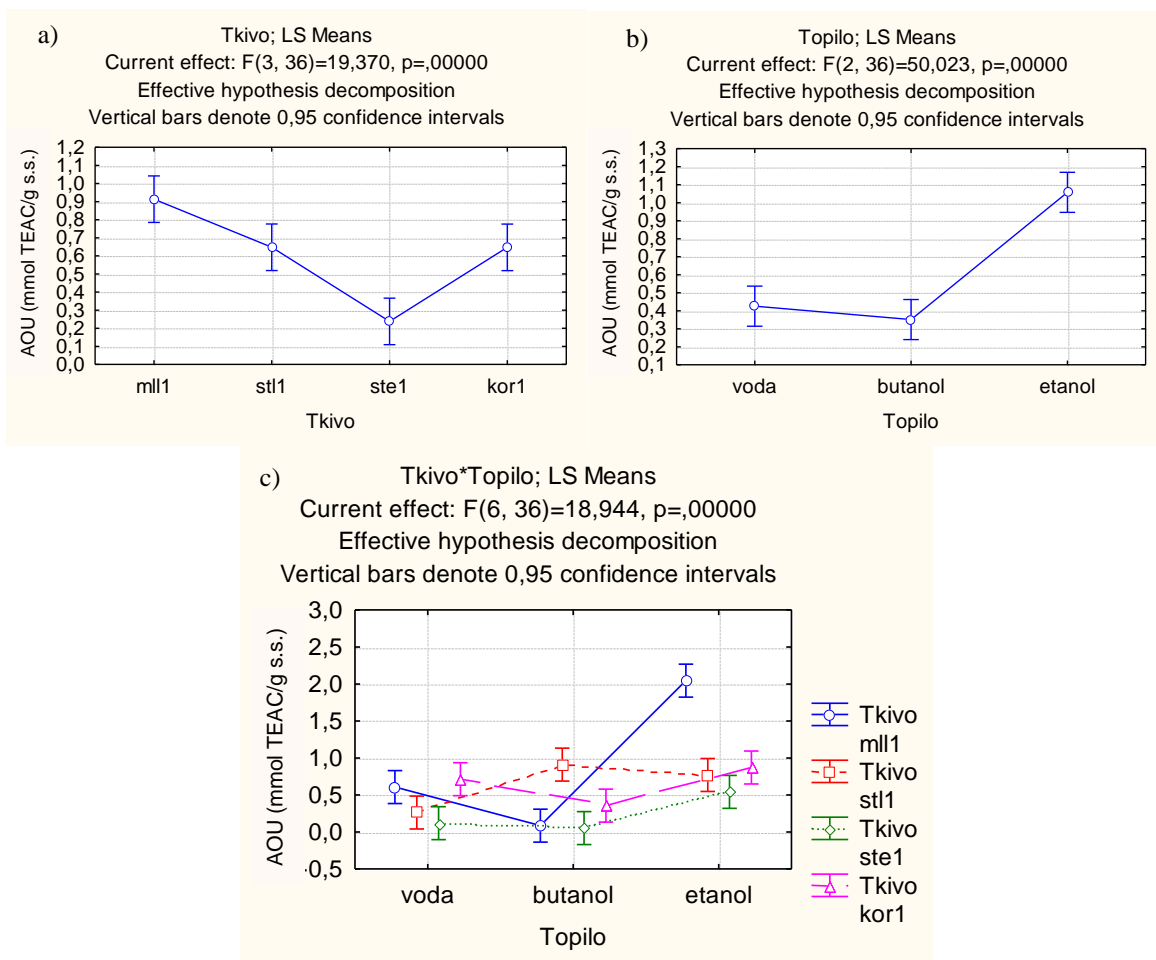 a)
Tkivo; LS Means
Current effect: F(3, 36)=19,370, p=,00000
Effective hypothesis decomposition
Vertical bars denote 0,95 confidence intervals
AOU (mmol TEAC/g s.s.)
1,2
1,1
1,0
0,9
0,8
0,7
0,6
0,5
0,4
0,3
0,2
0,1
0,0
mll1 stl1 ste1 kor1
Tkivo
b)
Topilo; LS Means
Current effect: F(2, 36)=50,023, p=,00000
Effective hypothesis decomposition
Vertical bars denote 0,95 confidence intervals
AOU (mmol TEAC/g s.s.)
1,3
1,2
1,1
1,0
0,9
0,8
0,7
0,6
0,5
0,4
0,3
0,2
0,1
voda butanol etanol
Topilo
c)
Tkivo*Topilo; LS Means
Current effect: F(6, 36)=18,944, p=,00000
Effective hypothesis decomposition
Vertical bars denote 0,95 confidence intervals
AOU (mmol TEAC/g s.s.)
3,0
2,5
2,0
1,5
1,0
0,5
0,0
-0,5
voda butanol etanol
Topilo
Tkivo
mll1
Tkivo
stl1
Tkivo
ste1
Tkivo
kor1